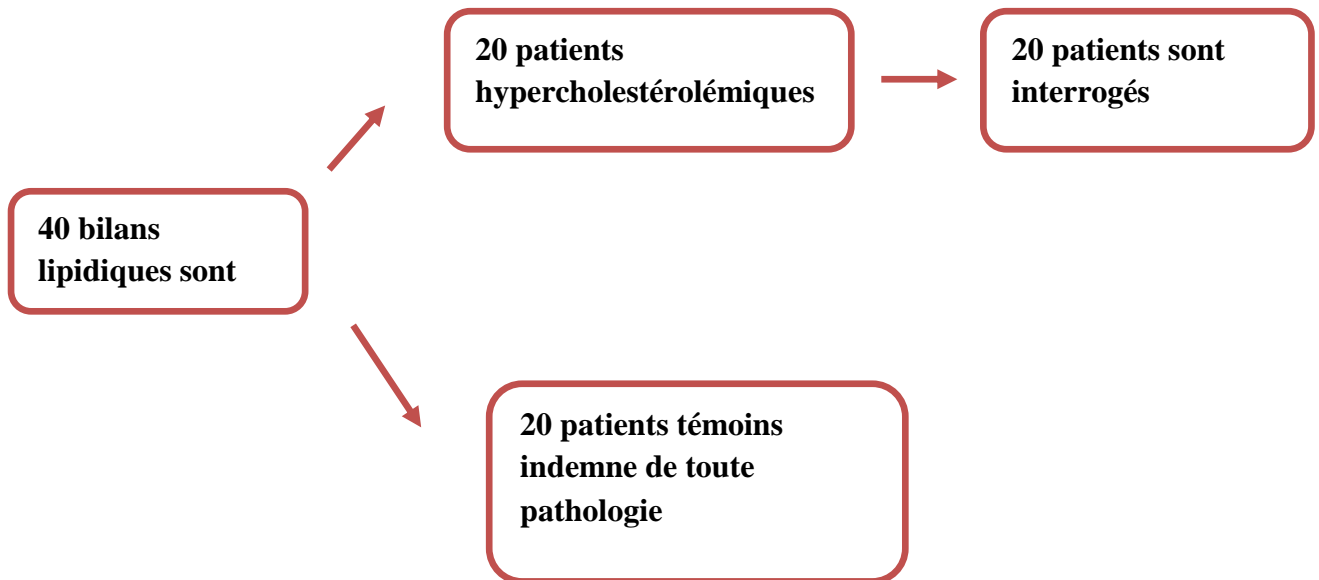 40 bilans
lipidiques sont
20 patients
hypercholestérolémiques
20 patients sont
interrogés
20 patients témoins
indemne de toute
pathologie